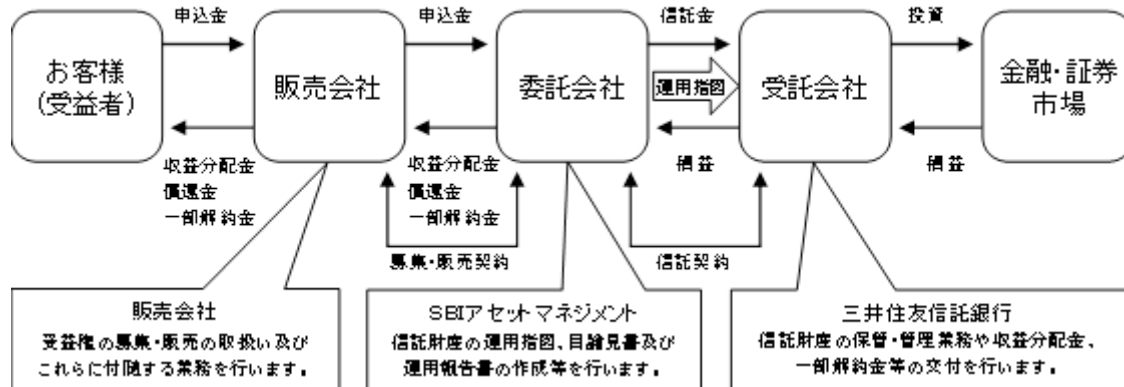 申込金
申込金
信託金
投資
お客様
(受益者)
販売会社
委託会社
運用指図
受託会社
金融・証券
市場
収益分配金
償還金
一部解約金
収益分配金
償還金
一部解約金
損益
損益
募集・販売契約
信託契約
販売会社
受益権の募集・販売の取扱い及び
これらに付随する業務を行います。
SBIアセットマネジメント
信託財産の運用指図、目論見書及び
運用報告書の作成等を行います。
三井住友信託銀行
信託財産の保管・管理業務や収益分配金、
一部解約金等の交付を行います。